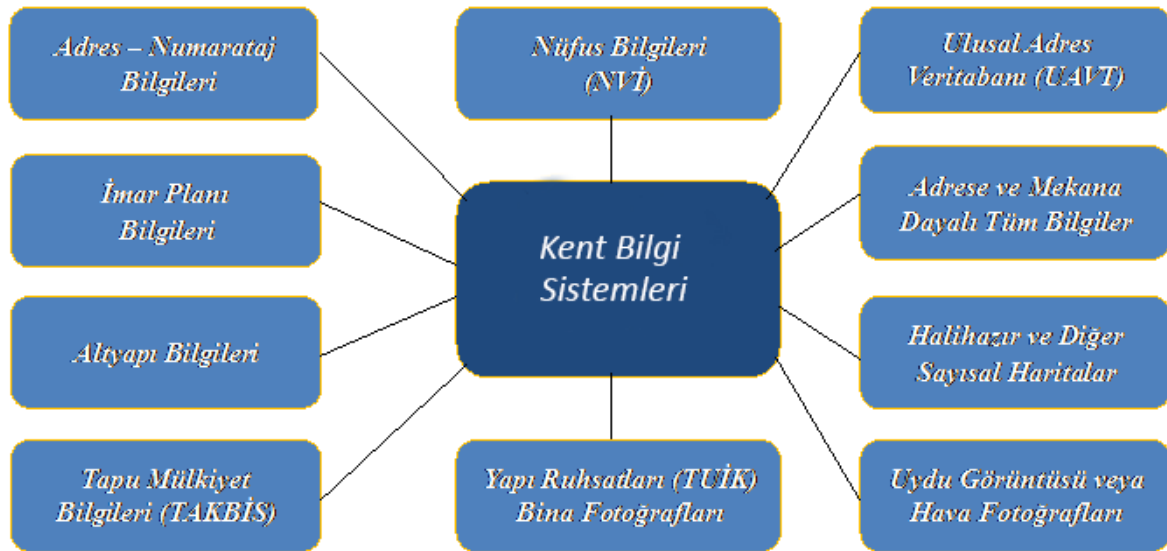 Adres – Numarataj
Bilgileri
Nüfus Bilgileri
(NVİ)
Ulusal Adres
Veritabanı (UAVT)
İmar Planı
Bilgileri
Kent Bilgi
Sistemleri
Adrese ve Mekana
Dayalı Tüm Bilgiler
Altyapı Bilgileri
Halihazır ve Diğer
Sayısal Haritalar
Tapu Mülkiyet
Bilgileri (TAKBİS)
Yapı Ruhsatları (TUİK)
Bina Fotoğrafları
Uydu Görüntüsü veya
Hava Fotoğrafları